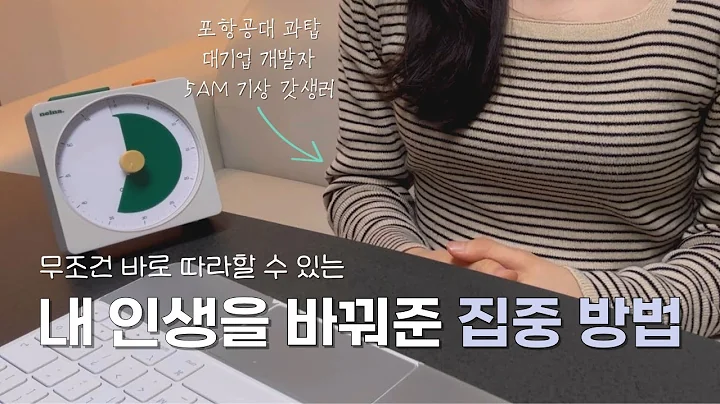 포항공대 과탑
대기업 개발자
5AM 기상 갓생러
무조건 바로 따라할 수 있는
내 인생을 바꿔준 집중 방법